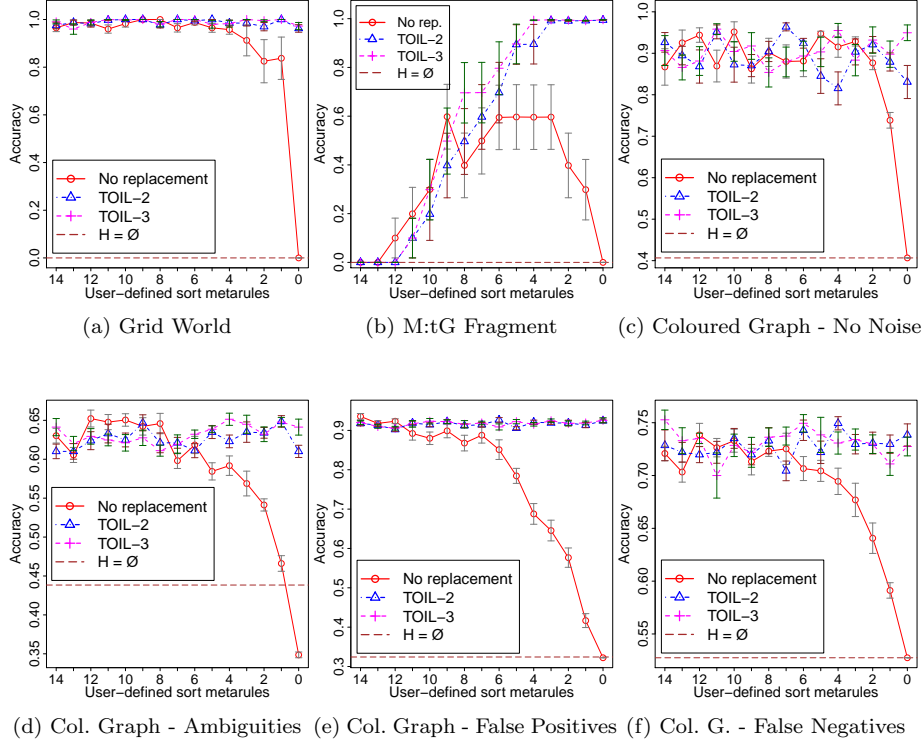 Accuracy
0.0 0.2 0.4 0.6 0.8 1.0
No replacement
TOIL-2
TOIL-3
H = Ø
14 12 10 8 6 4 2 0
User-defined sort metarules
(a) Grid World
Accuracy
0.0 0.2 0.4 0.6 0.8 1.0
No rep.
TOIL-2
TOIL-3
H = Ø
14 12 10 8 6 4 2 0
User-defined sort metarules
(b) M:tG Fragment
Accuracy
0.4 0.5 0.6 0.7 0.8 0.9 1.0
No replacement
TOIL-2
TOIL-3
H = Ø
14 12 10 8 6 4 2 0
User-defined sort metarules
(c) Coloured Graph - No Noise
Accuracy
0.35 0.40 0.45 0.50 0.55 0.60 0.65
No replacement
TOIL-2
TOIL-3
H = Ø
14 12 10 8 6 4 2 0
User-defined sort metarules
(d) Col. Graph - Ambiguities
Accuracy
0.3 0.4 0.5 0.6 0.7 0.8 0.9
No replacement
TOIL-2
TOIL-3
H = Ø
14 12 10 8 6 4 2 0
User-defined sort metarules
(e) Col. Graph - False Positives
Accuracy
0.55 0.60 0.65 0.70 0.75
No replacement
TOIL-2
TOIL-3
H = Ø
14 12 10 8 6 4 2 0
User-defined sort metarules
(f) Col. G. - False Negatives